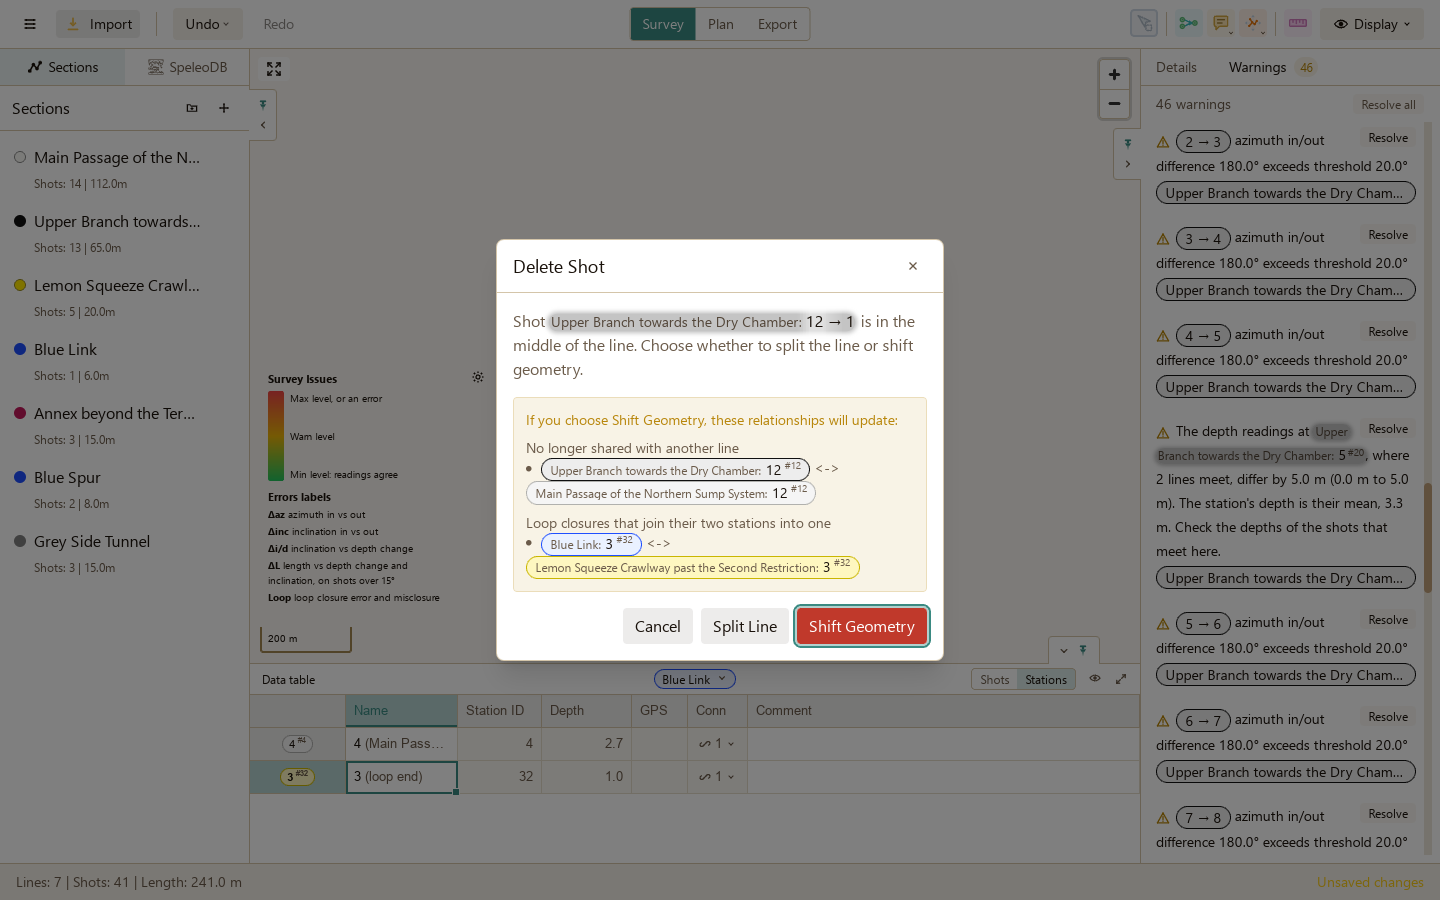 Import
Undo
Redo
Survey
Plan
Export
Display
Sections
SpeleoDB
Sections
Main Passage of the N...
Shots: 14 | 112.0m
Upper Branch towards...
Shots: 13 | 65.0m
Lemon Squeeze Crawl...
Shots: 5 | 20.0m
Blue Link
Shots: 1 | 6.0m
Annex beyond the Ter...
Shots: 3 | 15.0m
Blue Spur
Shots: 2 | 8.0m
Grey Side Tunnel
Shots: 3 | 15.0m
Survey Issues
Max level, or an error
Warn level
Min level: readings agree
Errors labels
Δaz azimuth in vs out
Δinc inclination in vs out
Δi/d inclination vs depth change
ΔL length vs depth change and
inclination, on shots over 15°
Loop loop closure error and misclosure
200 m
Delete Shot
Shot Upper Branch towards the Dry Chamber: 12 → 1 is in the
middle of the line. Choose whether to split the line or shift
geometry.
If you choose Shift Geometry, these relationships will update:
No longer shared with another line
• Upper Branch towards the Dry Chamber: 12 #12 <->
Main Passage of the Northern Sump System: 12 #12
Loop closures that join their two stations into one
• Blue Link: 3 #32 <->
Lemon Squeeze Crawlway past the Second Restriction: 3 #32
Cancel
Split Line
Shift Geometry
Data table
Blue Link
Shots
Stations
Name
Station ID
Depth
GPS
Conn
Comment
4 #4
4 (Main Pass...
4
2.7
1
3 #32
3 (loop end)
32
1.0
1
Details
Warnings 46
46 warnings
Resolve all
2 → 3 azimuth in/out
Resolve
difference 180.0° exceeds threshold 20.0°
Upper Branch towards the Dry Cham...
3 → 4 azimuth in/out
Resolve
difference 180.0° exceeds threshold 20.0°
Upper Branch towards the Dry Cham...
4 → 5 azimuth in/out
Resolve
difference 180.0° exceeds threshold 20.0°
Upper Branch towards the Dry Cham...
The depth readings at Upper
Resolve
Branch towards the Dry Chamber: 5 #20, where
2 lines meet, differ by 5.0 m (0.0 m to 5.0
m). The station's depth is their mean, 3.3
m. Check the depths of the shots that
meet here.
Upper Branch towards the Dry Cham...
5 → 6 azimuth in/out
Resolve
difference 180.0° exceeds threshold 20.0°
Upper Branch towards the Dry Cham...
6 → 7 azimuth in/out
Resolve
difference 180.0° exceeds threshold 20.0°
Upper Branch towards the Dry Cham...
7 → 8 azimuth in/out
Resolve
difference 180.0° exceeds threshold 20.0°
Lines: 7 | Shots: 41 | Length: 241.0 m
Unsaved changes